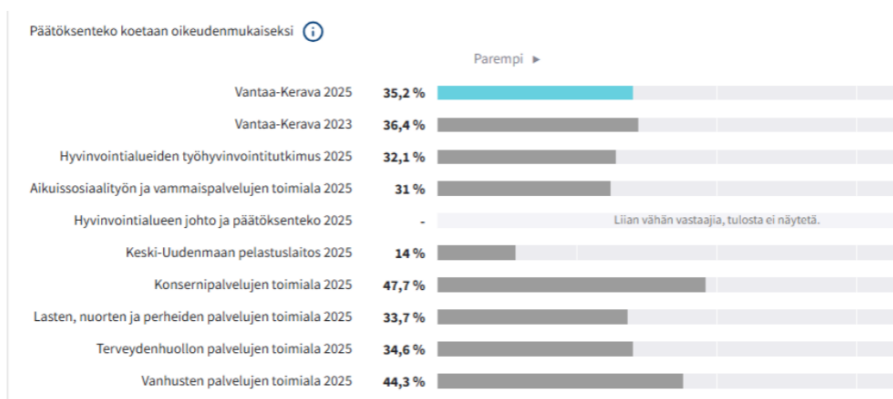 Päätöksenteko koetaan oikeudenmukaiseksi i
Parempi ►
Vantaa-Kerava 2025 35,2 %
Vantaa-Kerava 2023 36,4 %
Hyvinvointialueiden työhyvinvointitutkimus 2025 32,1 %
Aikuissosiaalityön ja vammaispalvelujen toimiala 2025 31 %
Hyvinvointialueen johto ja päätöksenteko 2025 - Liian vähän vastaajia, tulosta ei näytetä.
Keski-Uudenmaan pelastuslaitos 2025 14 %
Konsernipalvelujen toimiala 2025 47,7 %
Lasten, nuorten ja perheiden palvelujen toimiala 2025 33,7 %
Terveydenhuollon palvelujen toimiala 2025 34,6 %
Vanhusten palvelujen toimiala 2025 44,3 %